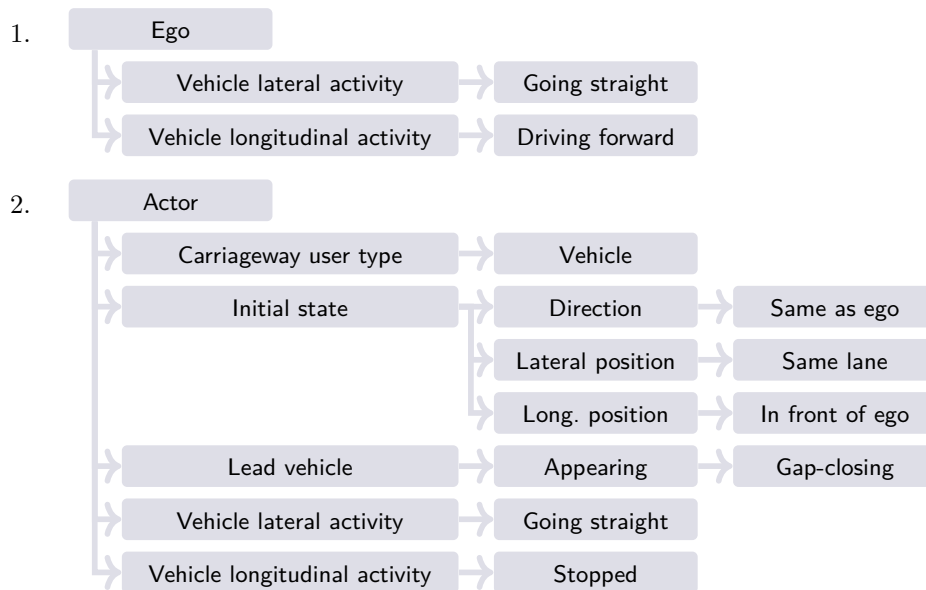 1. Ego
Vehicle lateral activity Going straight
Vehicle longitudinal activity Driving forward
2. Actor
Carriageway user type Vehicle
Initial state Direction Same as ego
Lateral position Same lane
Long. position In front of ego
Lead vehicle Appearing Gap-closing
Vehicle lateral activity Going straight
Vehicle longitudinal activity Stopped